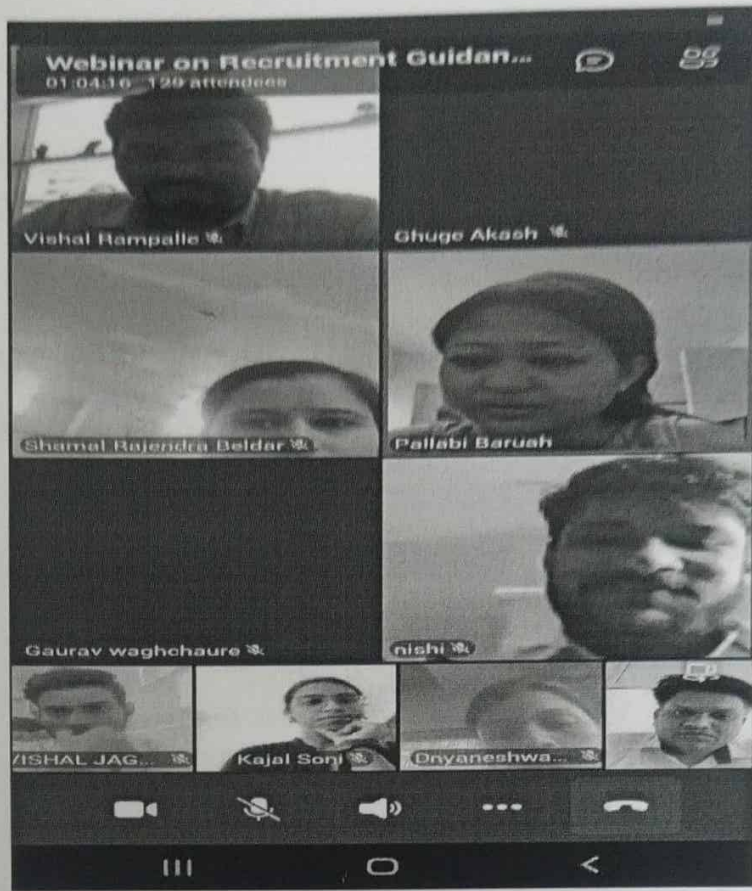 Webinar on Recruitment Guidan...
01:04:16 129 attendees
Vishal Rampalle
Ghuge Akash
Shamal Rajendra Beldar
Pallabi Baruah
Gaurav waghchaure
nishi
VISHAL JAG...
Kajal Soni
Dnyaneshwa...